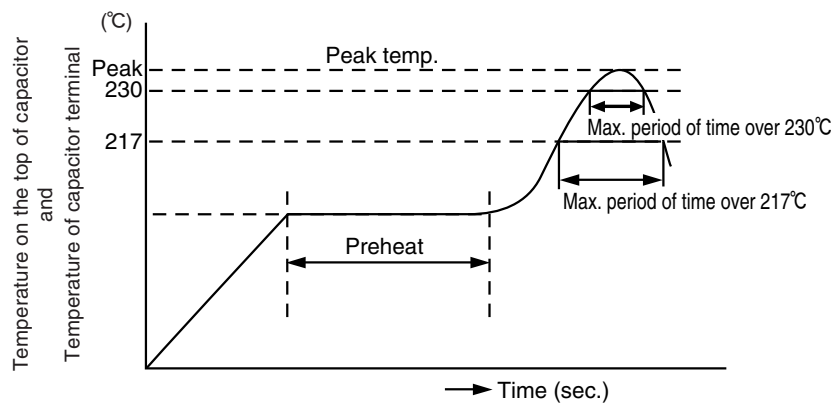 (℃)
Temperature on the top of capacitor
and
Temperature of capacitor terminal
Peak temp.
Peak
230
217
Max. period of time over 230℃
Max. period of time over 217℃
Preheat
Time (sec.)